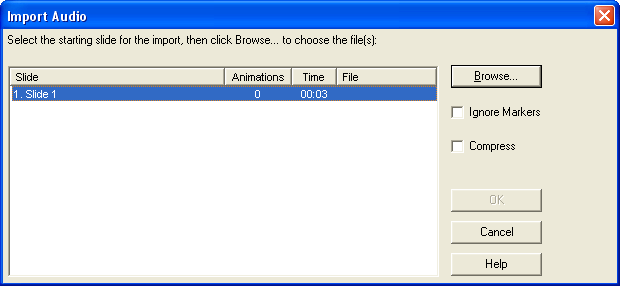 Import Audio
Select the starting slide for the import, then click Browse... to choose the file(s):
Slide Animations Time File
1. Slide 1 0 00:03
Browse...
Ignore Markers
Compress
OK
Cancel
Help